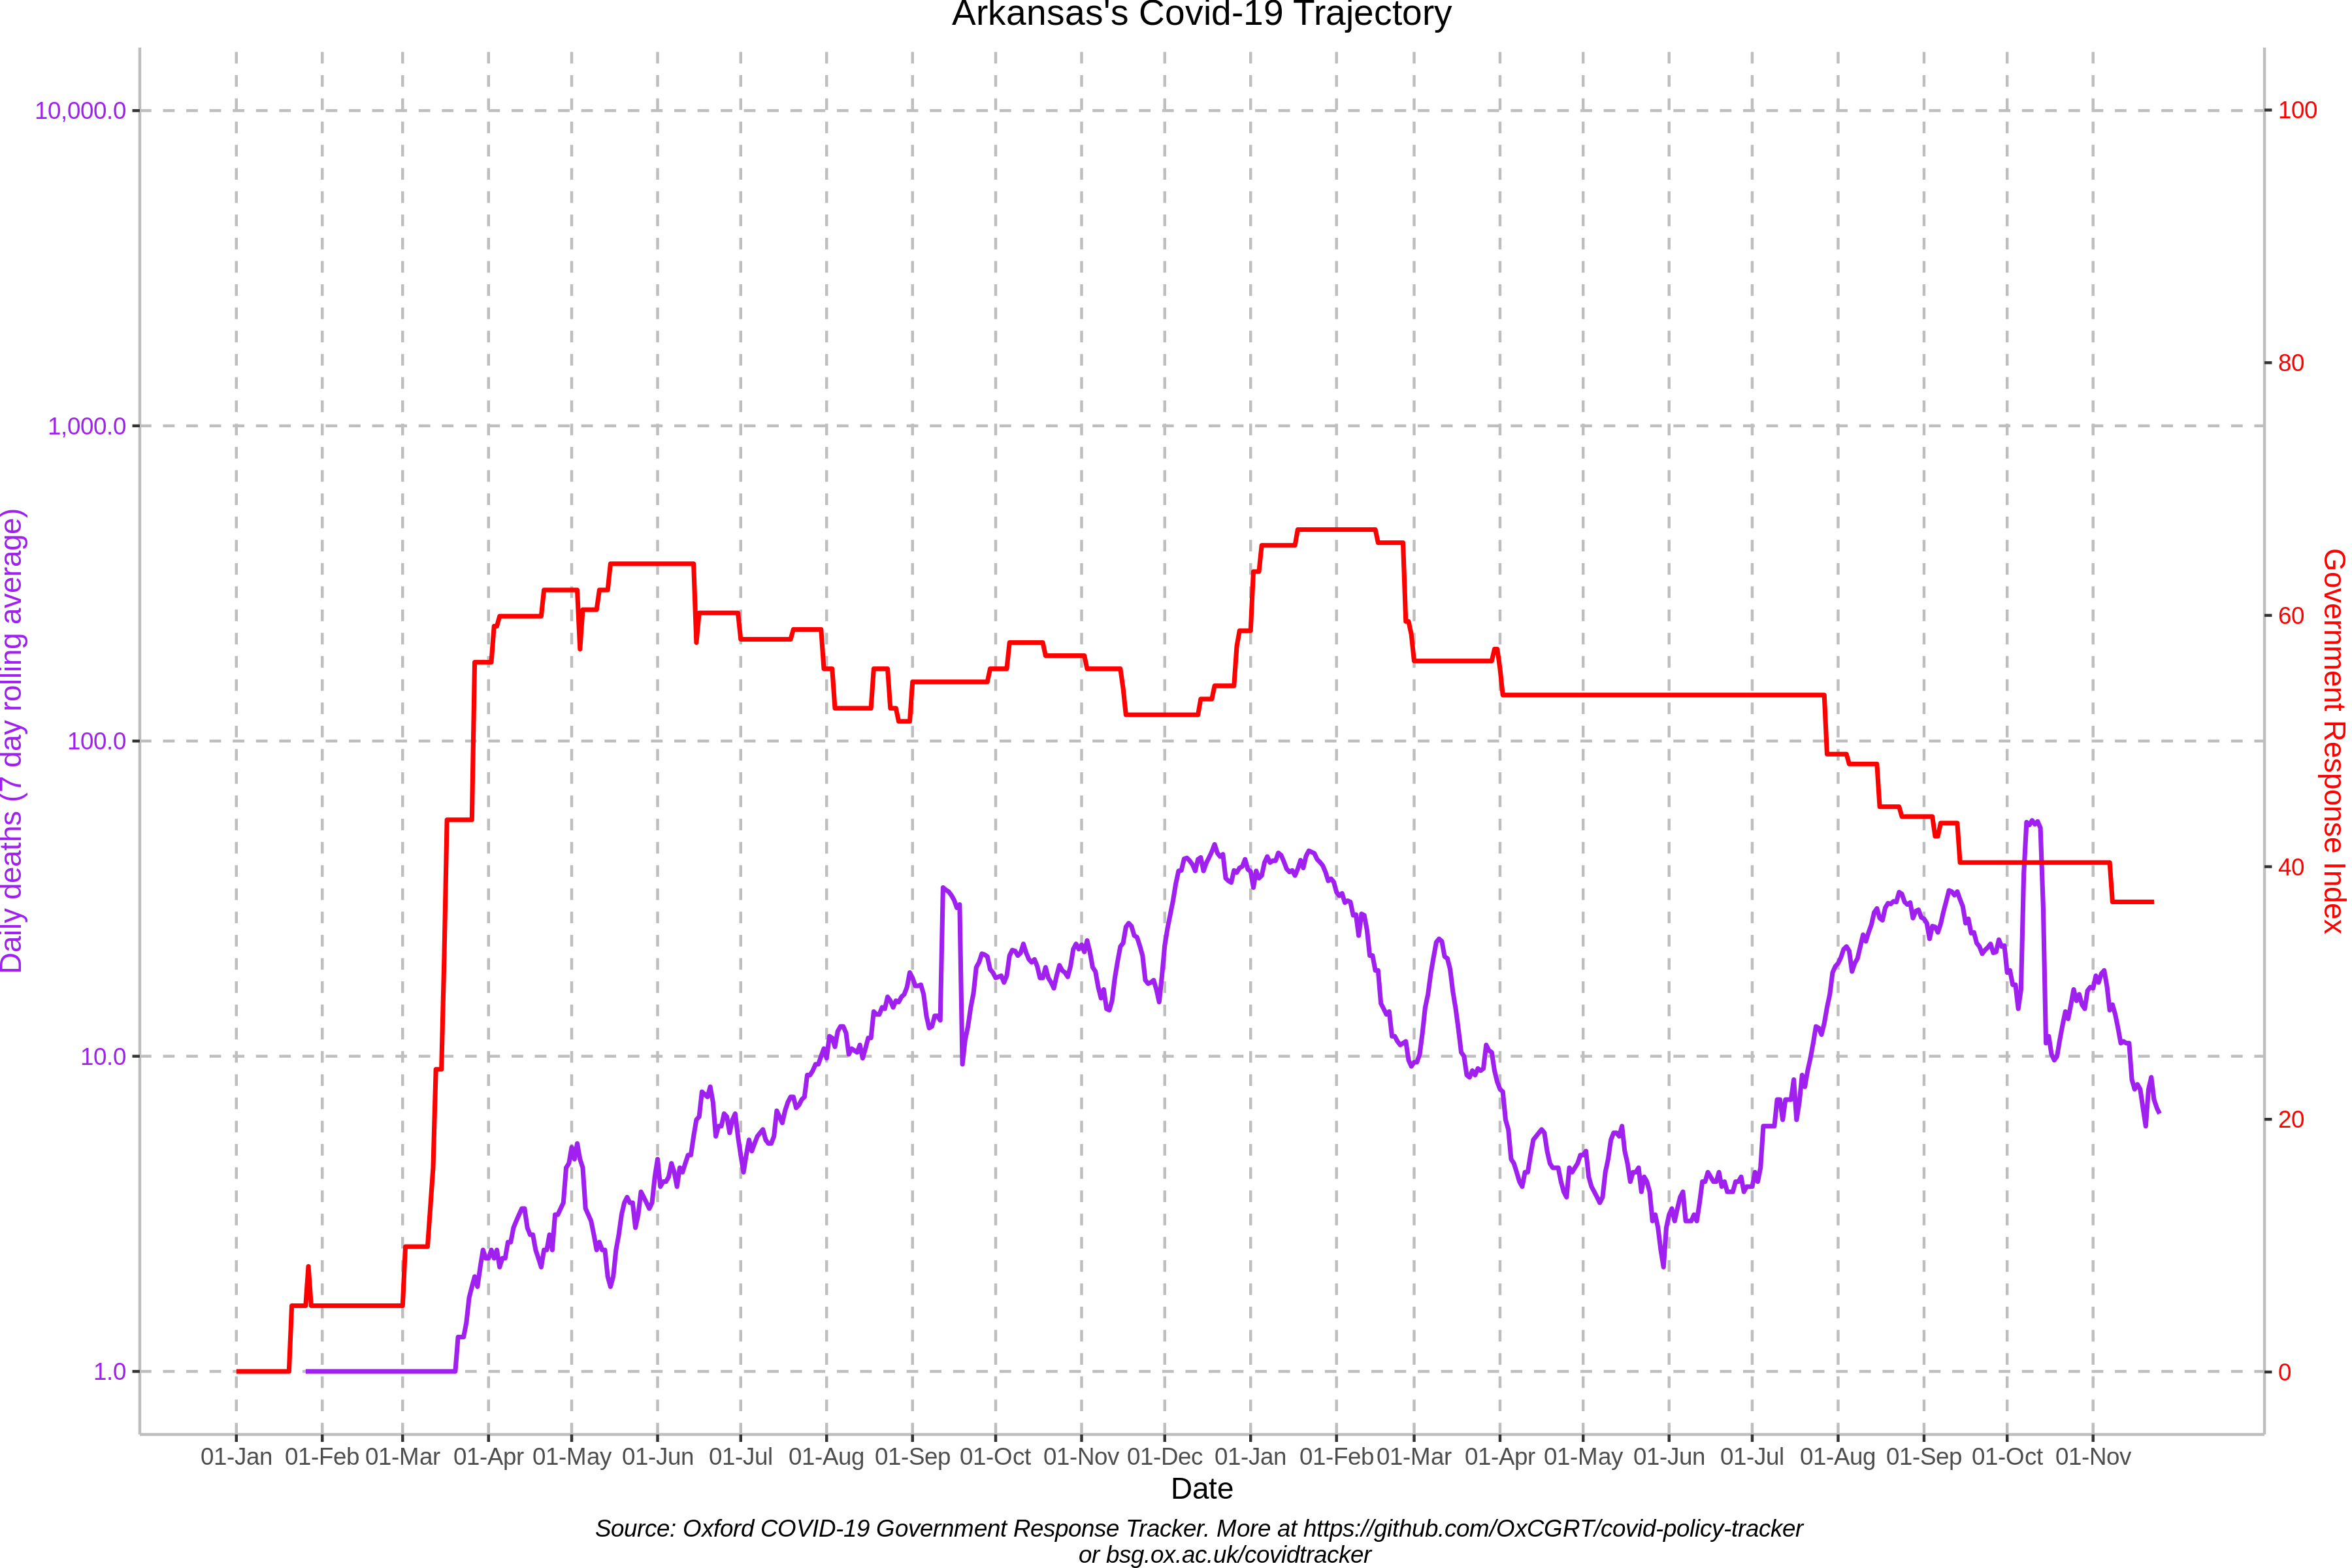 Arkansas's Covid-19 Trajectory
10,000.0
1,000.0
100.0
10.0
1.0
Daily deaths (7 day rolling average)
100
80
60
40
20
0
Government Response Index
01-Jan 01-Feb 01-Mar 01-Apr 01-May 01-Jun 01-Jul 01-Aug 01-Sep 01-Oct 01-Nov 01-Dec 01-Jan 01-Feb 01-Mar 01-Apr 01-May 01-Jun 01-Jul 01-Aug 01-Sep 01-Oct 01-Nov
Date
Source: Oxford COVID-19 Government Response Tracker. More at https://github.com/OxCGRT/covid-policy-tracker
or bsg.ox.ac.uk/covidtracker